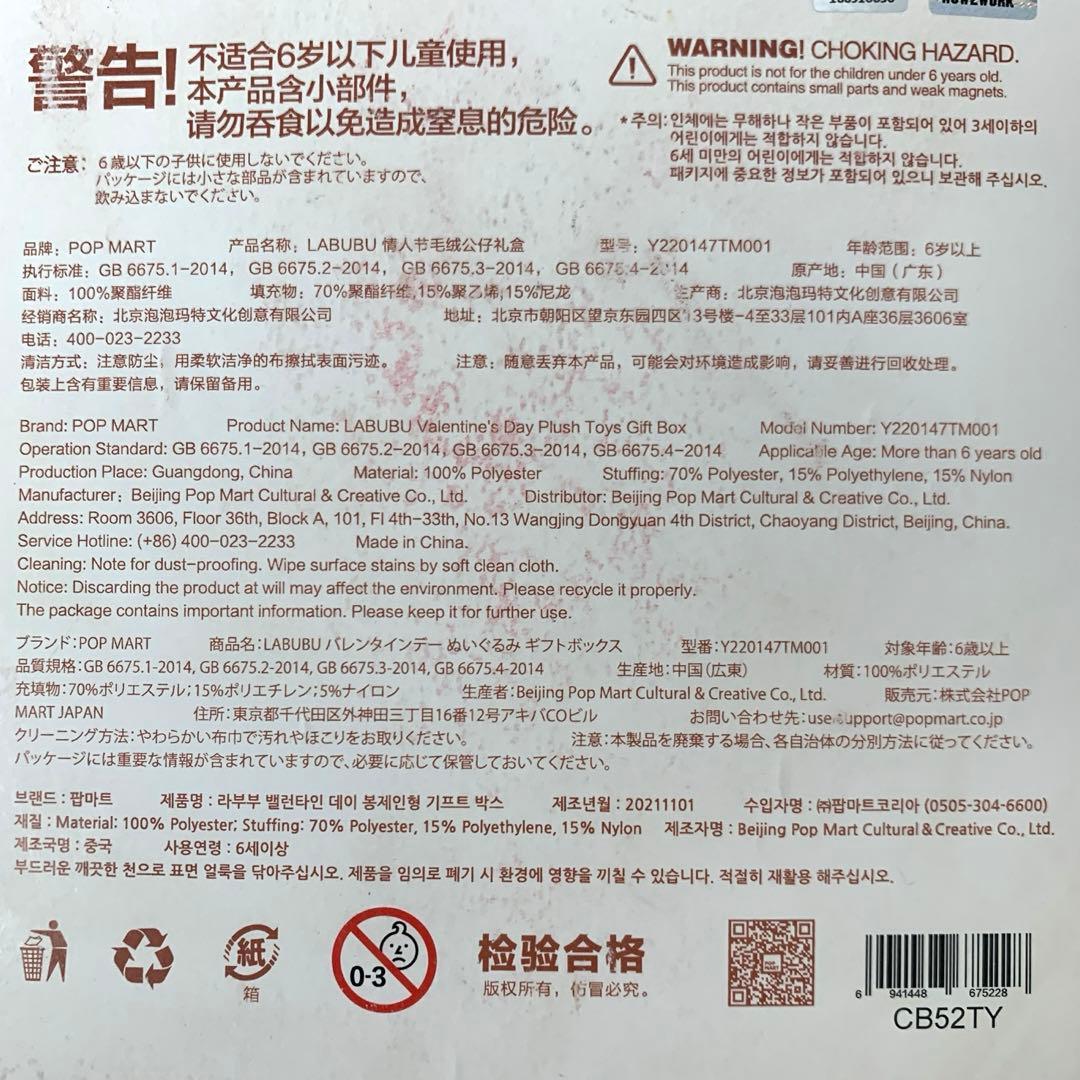 HOW2WORK
警告!
不适合6岁以下儿童使用，
本产品含小部件，
请勿吞食以免造成窒息的危险。
WARNING! CHOKING HAZARD.
This product is not for the children under 6 years old.
This product contains small parts and weak magnets.
*주의: 인체에는 무해하나 작은 부품이 포함되어 있어 3세이하의
어린이에게는 적합하지 않습니다.
6세 미만의 어린이에게는 적합하지 않습니다.
패키지에 중요한 정보가 포함되어 있으니 보관해 주십시오.
ご注意: 6歳以下の子供に使用しないでください。
パッケージには小さな部品が含まれていますので、
飲み込まないでください。
品牌: POP MART 产品名称: LABUBU 情人节毛绒公仔礼盒 型号: Y220147TM001 年龄范围: 6岁以上
执行标准: GB 6675.1-2014, GB 6675.2-2014, GB 6675.3-2014, GB 6675.4-2014 原产地: 中国（广东）
面料: 100%聚酯纤维 填充物: 70%聚酯纤维,15%聚乙烯,15%尼龙 生产商: 北京泡泡玛特文化创意有限公司
经销商名称: 北京泡泡玛特文化创意有限公司 地址: 北京市朝阳区望京东园四区13号楼-4至33层101内A座36层3606室
电话: 400-023-2233
清洁方式: 注意防尘，用柔软洁净的布擦拭表面污迹。 注意: 随意丢弃本产品，可能会对环境造成影响，请妥善进行回收处理。
包装上含有重要信息，请保留备用。
Brand: POP MART Product Name: LABUBU Valentine's Day Plush Toys Gift Box Model Number: Y220147TM001
Operation Standard: GB 6675.1-2014, GB 6675.2-2014, GB 6675.3-2014, GB 6675.4-2014 Applicable Age: More than 6 years old
Production Place: Guangdong, China Material: 100% Polyester Stuffing: 70% Polyester, 15% Polyethylene, 15% Nylon
Manufacturer: Beijing Pop Mart Cultural & Creative Co., Ltd. Distributor: Beijing Pop Mart Cultural & Creative Co., Ltd.
Address: Room 3606, Floor 36th, Block A, 101, Fl 4th-33th, No.13 Wangjing Dongyuan 4th District, Chaoyang District, Beijing, China.
Service Hotline: (+86) 400-023-2233 Made in China.
Cleaning: Note for dust-proofing. Wipe surface stains by soft clean cloth.
Notice: Discarding the product at will may affect the environment. Please recycle it properly.
The package contains important information. Please keep it for further use.
ブランド:POP MART 商品名:LABUBU バレンタインデー ぬいぐるみ ギフトボックス 型番:Y220147TM001 対象年齢:6歳以上
品質規格:GB 6675.1-2014, GB 6675.2-2014, GB 6675.3-2014, GB 6675.4-2014 生産地:中国(広東) 材質:100%ポリエステル
充填物:70%ポリエステル;15%ポリエチレン;5%ナイロン 生産者:Beijing Pop Mart Cultural & Creative Co., Ltd. 販売元:株式会社POP
MART JAPAN 住所:東京都千代田区外神田三丁目16番12号アキバCOビル お問い合わせ先:usersupport@popmart.co.jp
クリーニング方法:やわらかい布巾で汚れやほこりをお取りください。 注意:本製品を廃棄する場合、各自治体の分別方法に従ってください。
パッケージには重要な情報が含まれていますので、必要に応じて保管しておいてください。
브랜드 : 팝마트 제품명 : 라부부 밸런타인 데이 봉제인형 기프트 박스 제조년월 : 20211101 수입자명 : ㈜팝마트코리아 (0505-304-6600)
재질 : Material: 100% Polyester; Stuffing: 70% Polyester, 15% Polyethylene, 15% Nylon 제조자명 : Beijing Pop Mart Cultural & Creative Co., Ltd.
제조국명 : 중국 사용연령 : 6세이상
부드러운 깨끗한 천으로 표면 얼룩을 닦아주십시오. 제품을 임의로 폐기 시 환경에 영향을 끼칠 수 있습니다. 적절히 재활용 해주십시오.
紙
箱
0-3
检验合格
版权所有，仿冒必究。
POP MART
6 941448 675228
CB52TY